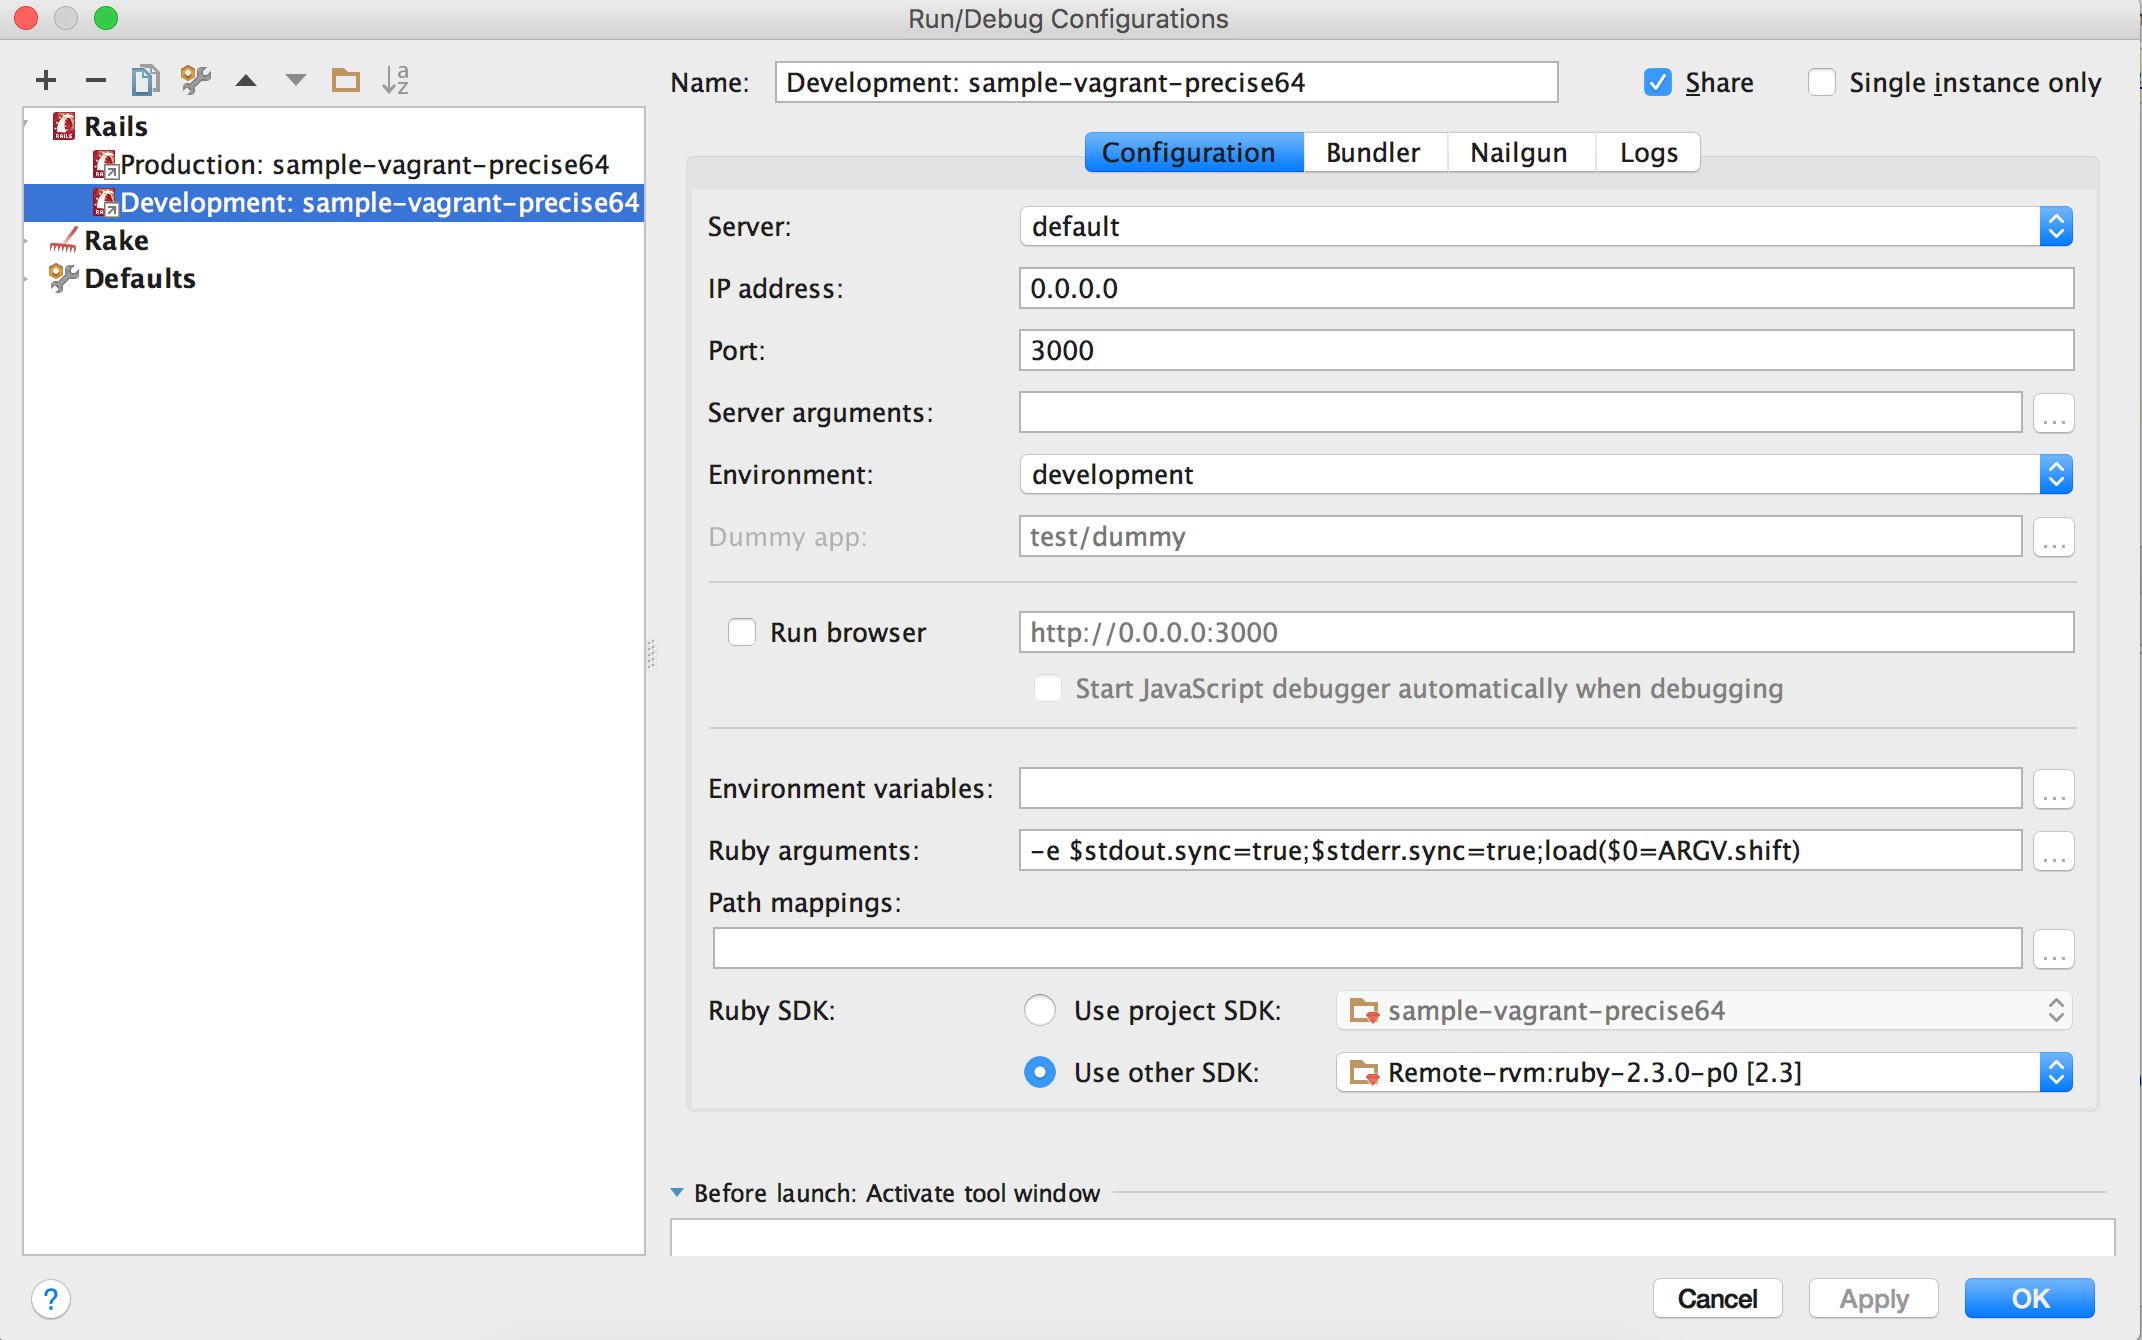 Run/Debug Configurations
Name: Development: sample-vagrant-precise64 Share Single instance only
Rails
Production: sample-vagrant-precise64
Development: sample-vagrant-precise64
Rake
Defaults
Configuration Bundler Nailgun Logs
Server: default
IP address: 0.0.0.0
Port: 3000
Server arguments: ...
Environment: development
Dummy app: test/dummy ...
Run browser http://0.0.0.0:3000
Start JavaScript debugger automatically when debugging
Environment variables: ...
Ruby arguments: -e $stdout.sync=true;$stderr.sync=true;load($0=ARGV.shift) ...
Path mappings:
...
Ruby SDK: Use project SDK: sample-vagrant-precise64
Use other SDK: Remote-rvm:ruby-2.3.0-p0 [2.3]
Before launch: Activate tool window
? Cancel Apply OK